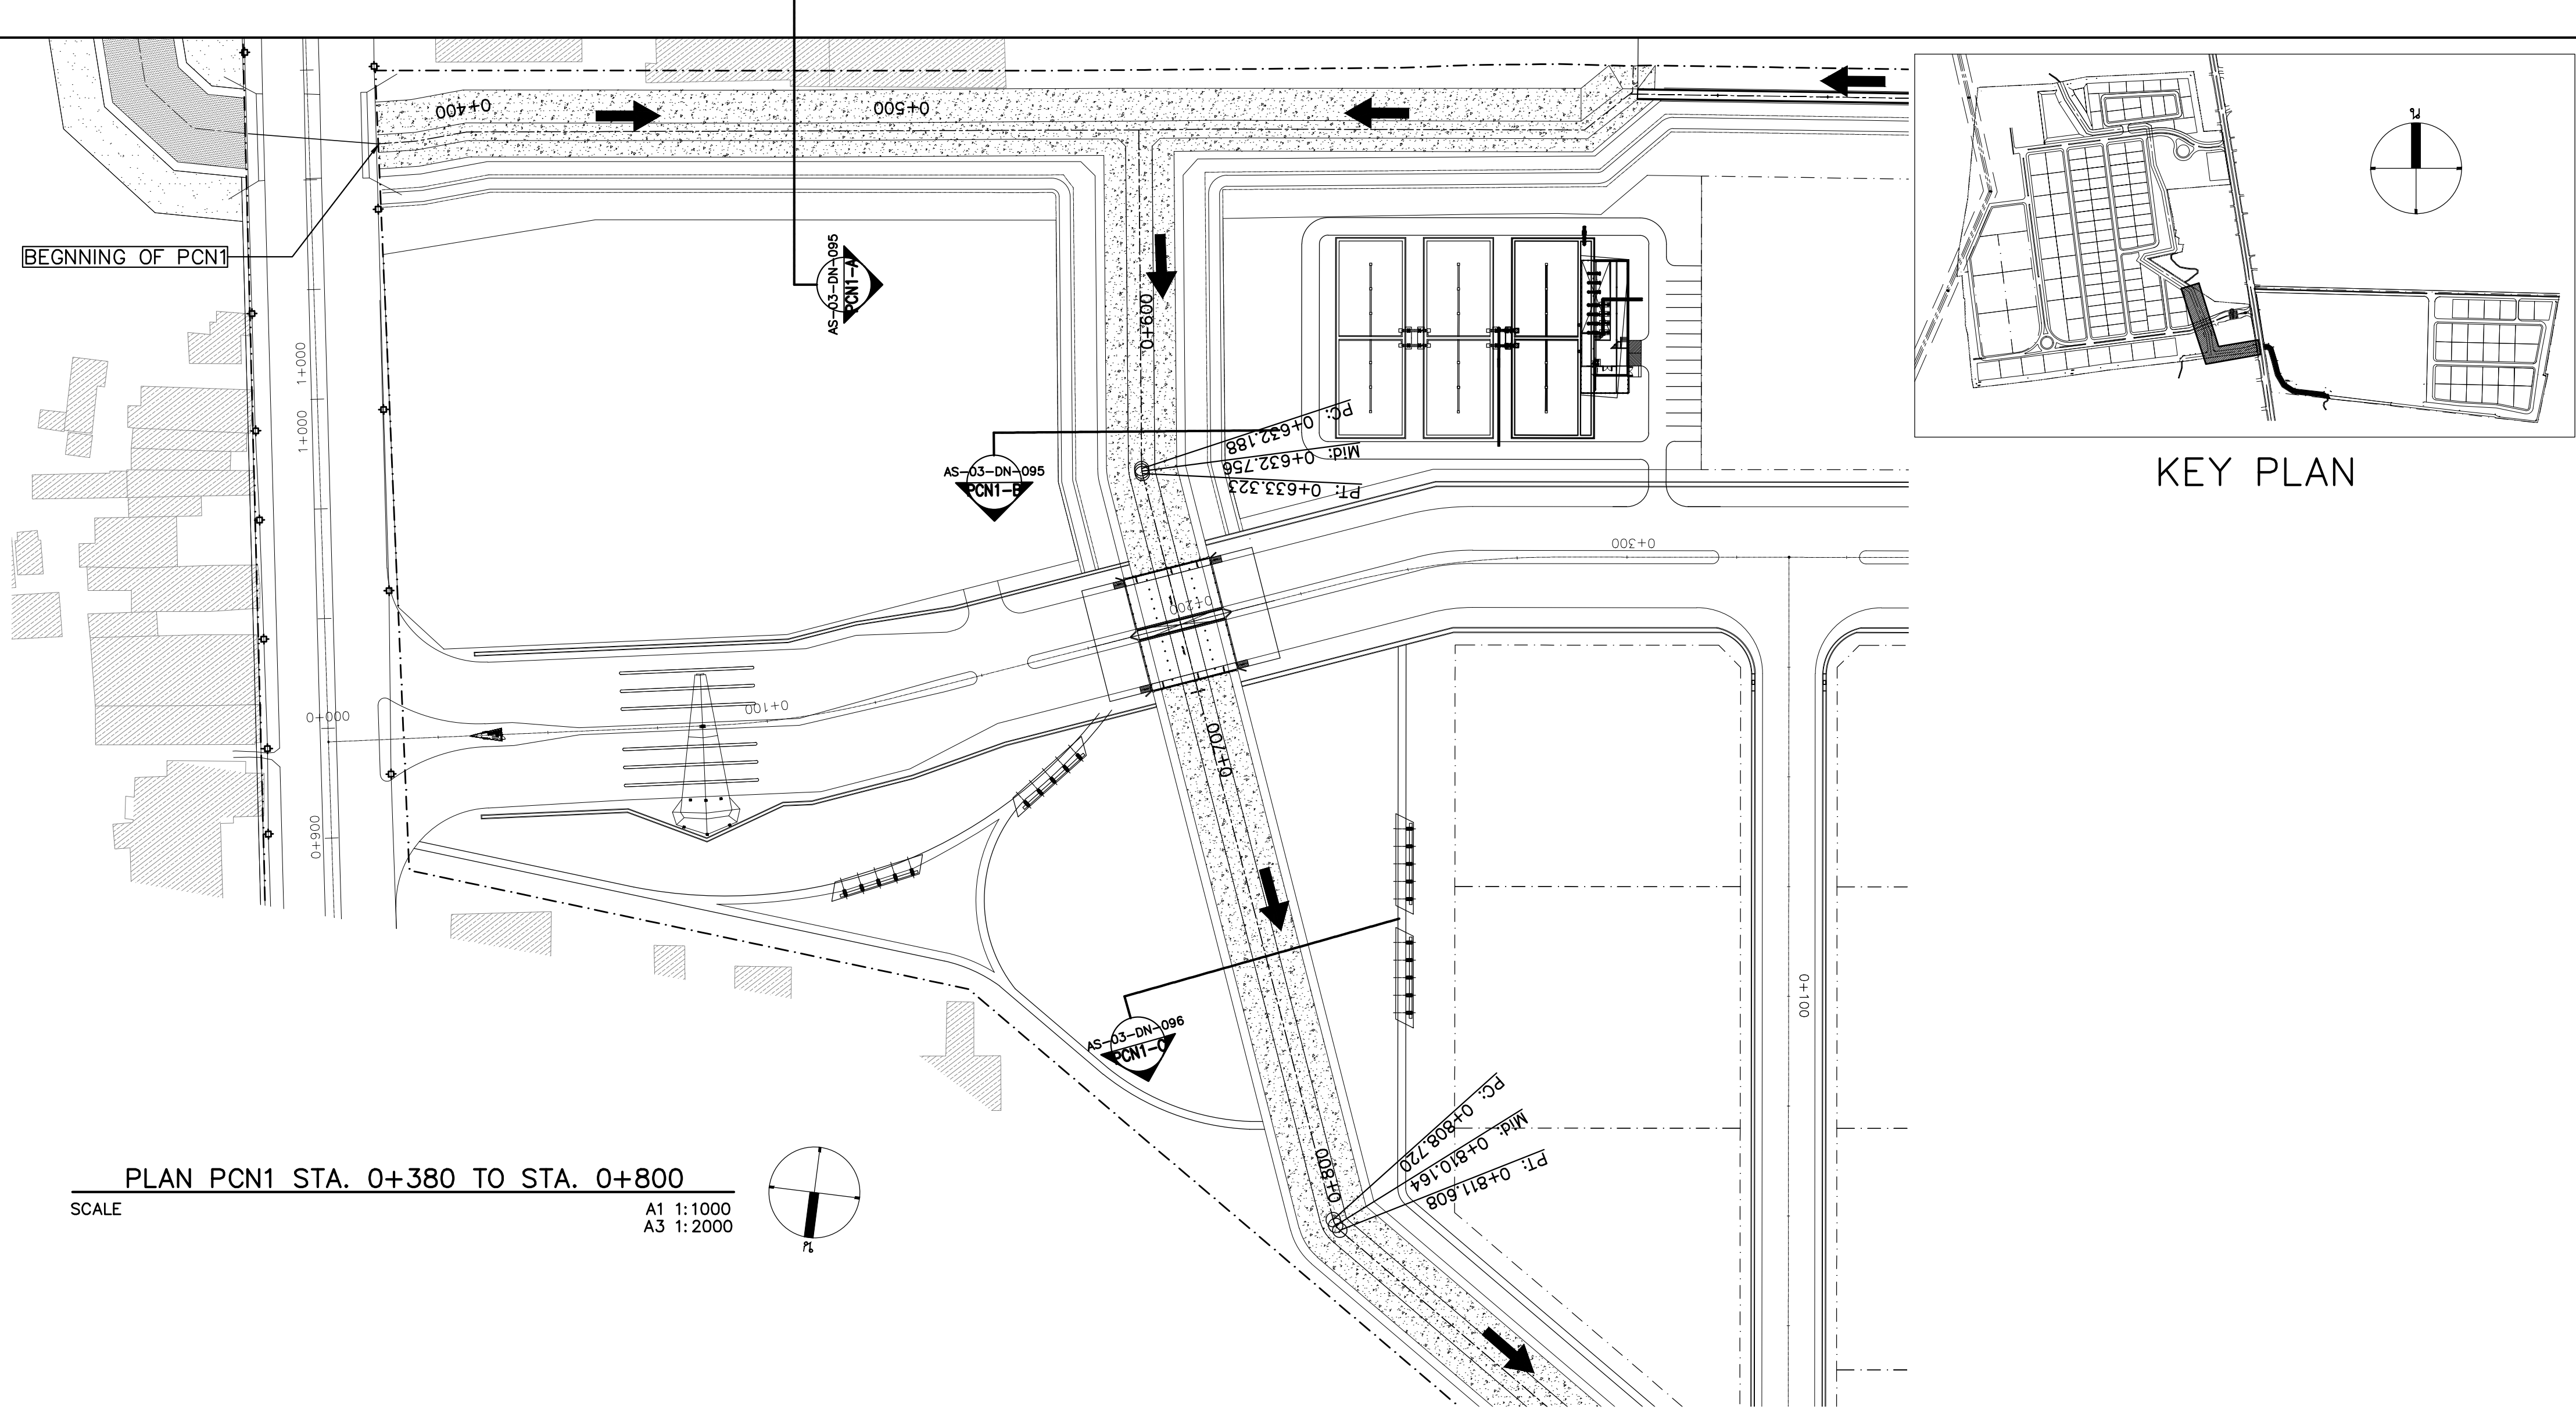 0+400
0+500
BEGNNING OF PCN1
AS-03-DN-095
PCN1-A
0+600
1+000
1+000
PC: 0+632.188
Mid: 0+632.756
PT: 0+633.323
AS-03-DN-095
PCN1-B
KEY PLAN
0+300
0+200
0+100
0+000
0+700
0+900
0+100
AS-03-DN-096
PCN1-C
PC: 0+808.720
Mid: 0+810.164
PT: 0+811.608
0+800
PLAN PCN1 STA. 0+380 TO STA. 0+800
SCALE
A1 1:1000
A3 1:2000